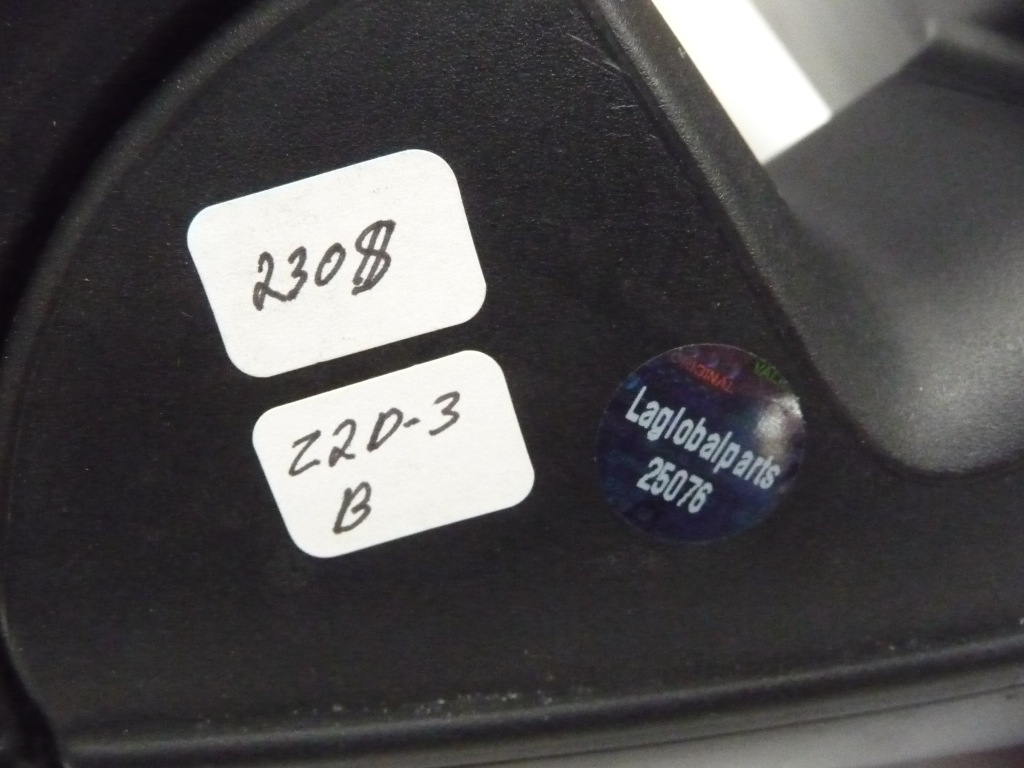 2308
Z2D-3
B
ORIGINAL
Laglobalparts
25076